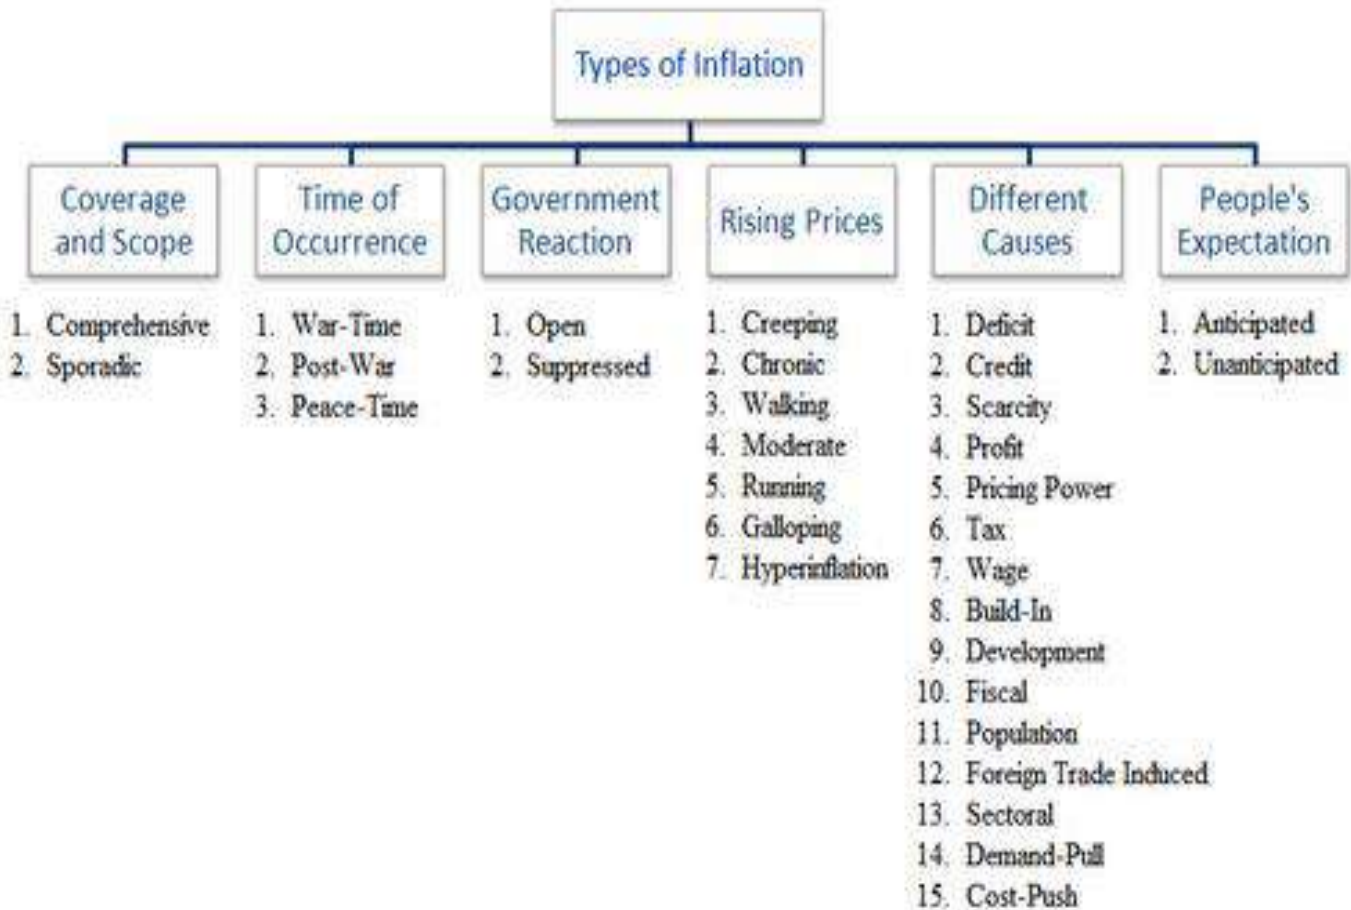 Types of Inflation
Coverage
and Scope
1. Comprehensive
2. Sporadic
Time of
Occurrence
1. War-Time
2. Post-War
3. Peace-Time
Government
Reaction
1. Open
2. Suppressed
Rising Prices
1. Creeping
2. Chronic
3. Walking
4. Moderate
5. Running
6. Galloping
7. Hyperinflation
Different
Causes
1. Deficit
2. Credit
3. Scarcity
4. Profit
5. Pricing Power
6. Tax
7. Wage
8. Build-In
9. Development
10. Fiscal
11. Population
12. Foreign Trade Induced
13. Sectoral
14. Demand-Pull
15. Cost-Push
People's
Expectation
1. Anticipated
2. Unanticipated